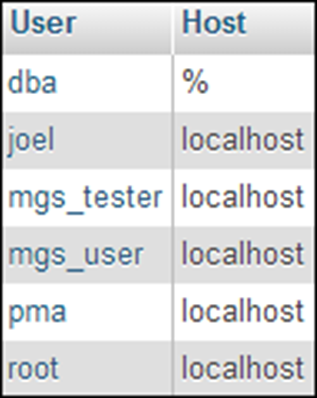 User Host
dba %
joel localhost
mgs_tester localhost
mgs_user localhost
pma localhost
root localhost